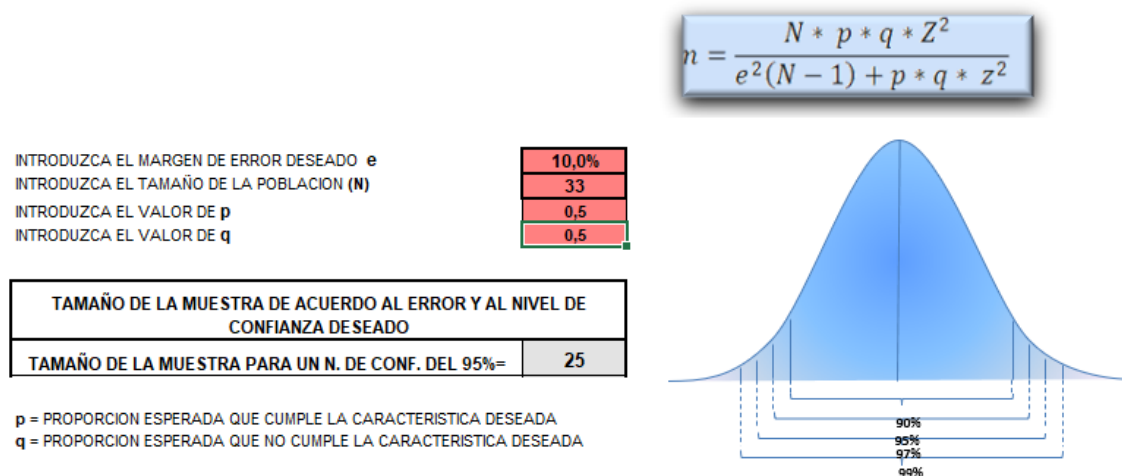 n = N * p * q * Z² / e²(N − 1) + p * q * z²
INTRODUZCA EL MARGEN DE ERROR DESEADO e 10,0%
INTRODUZCA EL TAMAÑO DE LA POBLACION (N) 33
INTRODUZCA EL VALOR DE p 0,5
INTRODUZCA EL VALOR DE q 0,5
TAMAÑO DE LA MUESTRA DE ACUERDO AL ERROR Y AL NIVEL DE
CONFIANZA DESEADO
TAMAÑO DE LA MUESTRA PARA UN N. DE CONF. DEL 95%= 25
p = PROPORCION ESPERADA QUE CUMPLE LA CARACTERISTICA DESEADA
q = PROPORCION ESPERADA QUE NO CUMPLE LA CARACTERISTICA DESEADA
90%
95%
97%
99%